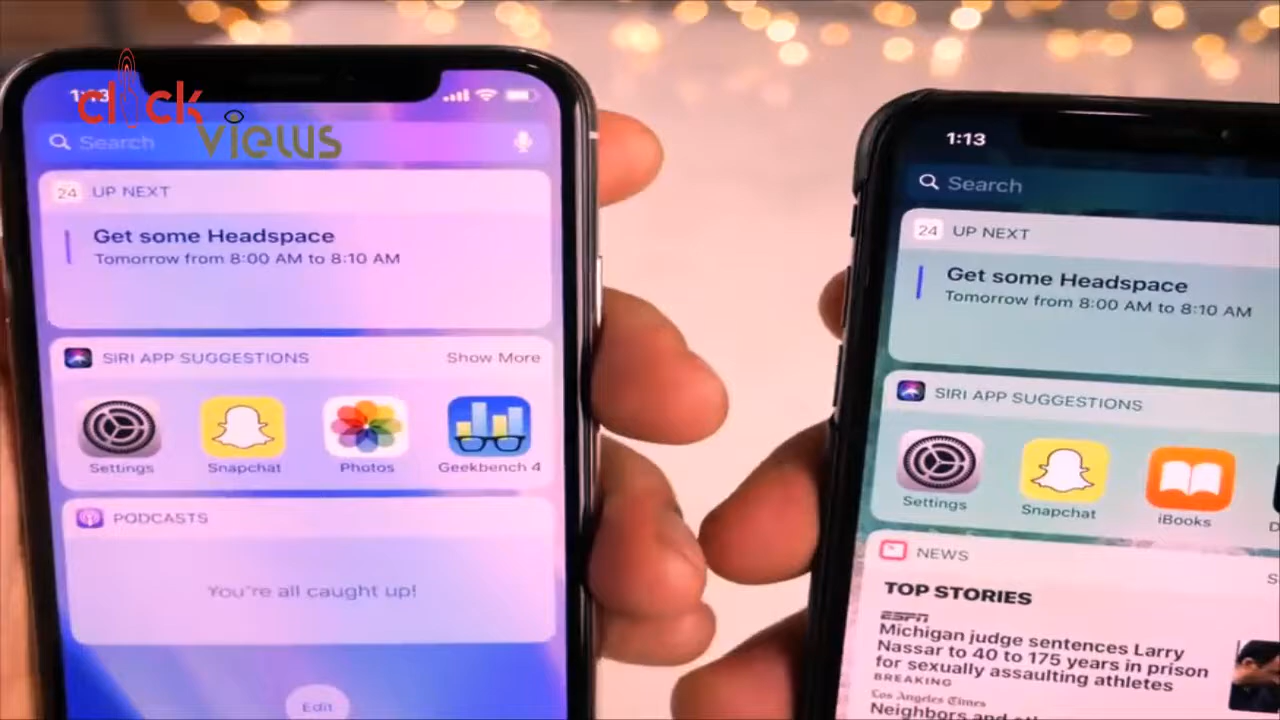 click
views
1:13
Search
24 UP NEXT
Get some Headspace
Tomorrow from 8:00 AM to 8:10 AM
SIRI APP SUGGESTIONS Show More
Settings Snapchat Photos Geekbench 4
PODCASTS
You're all caught up!
Edit
1:13
Search
24 UP NEXT
Get some Headspace
Tomorrow from 8:00 AM to 8:10 AM
SIRI APP SUGGESTIONS
Settings Snapchat iBooks
NEWS
TOP STORIES
ESPN
Michigan judge sentences Larry
Nassar to 40 to 175 years in prison
for sexually assaulting athletes
BREAKING
Los Angeles Times
Neighbors and